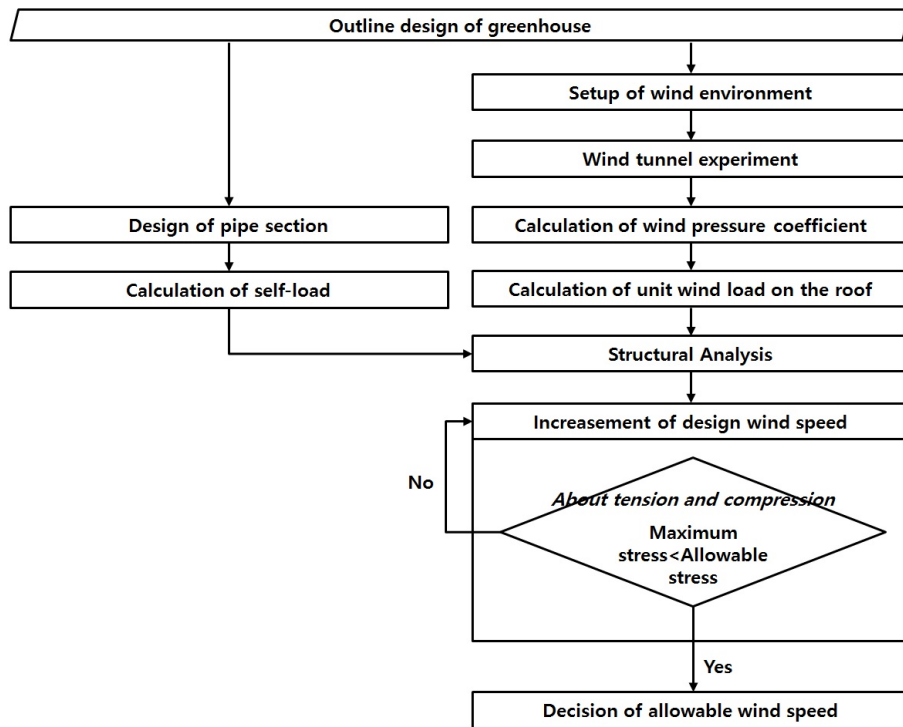 Outline design of greenhouse
Setup of wind environment
Wind tunnel experiment
Design of pipe section
Calculation of wind pressure coefficient
Calculation of self-load
Calculation of unit wind load on the roof
Structural Analysis
Increasement of design wind speed
No
About tension and compression
Maximum
stress<Allowable
stress
Yes
Decision of allowable wind speed